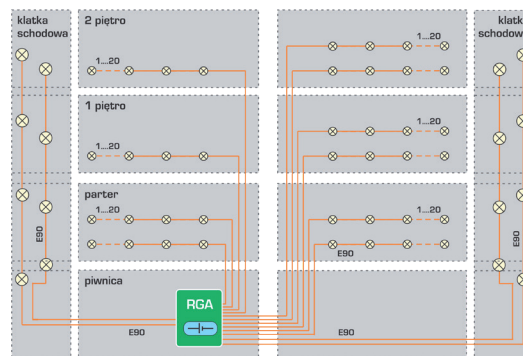 klatka
schodowa
2 piętro
1...20
1...20
klatka
schodowa
1 piętro
1...20
1...20
parter
1...20
1...20
E90
E90
E90
piwnica
RGA
E90
E90